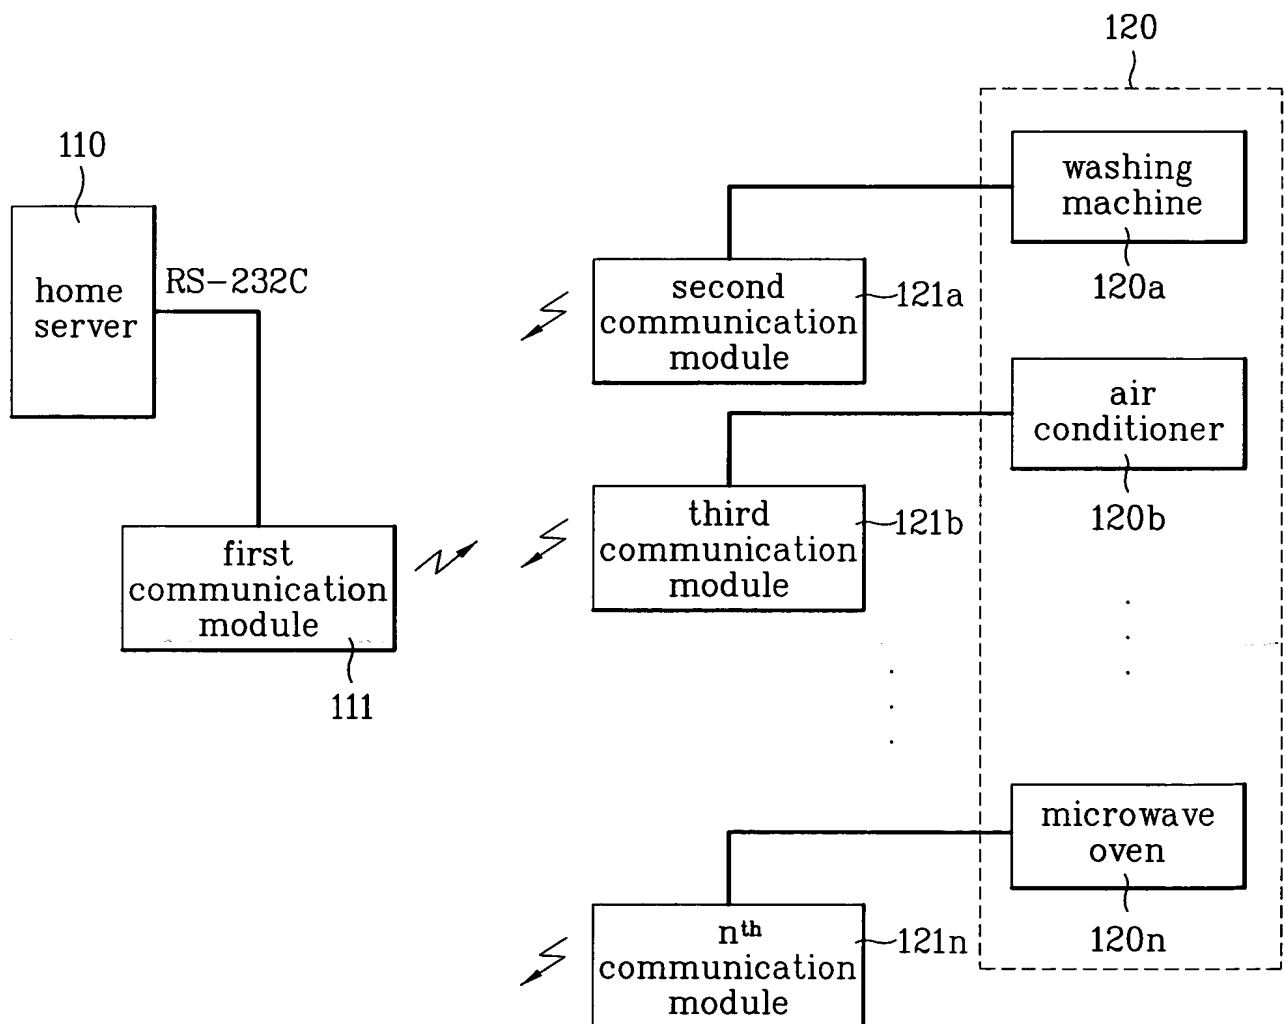 120
110
washing
machine
home
server
RS-232C
120a
second
communication
module
121a
air
conditioner
120b
third
communication
module
121b
first
communication
module
111
microwave
oven
120n
nth
communication
module
121n